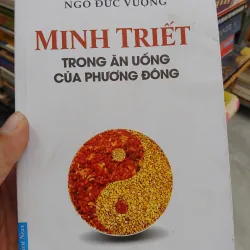 NGÔ ĐỨC VƯỢNG
MINH TRIẾT
TRONG ĂN UỐNG
CỦA PHƯƠNG ĐÔNG